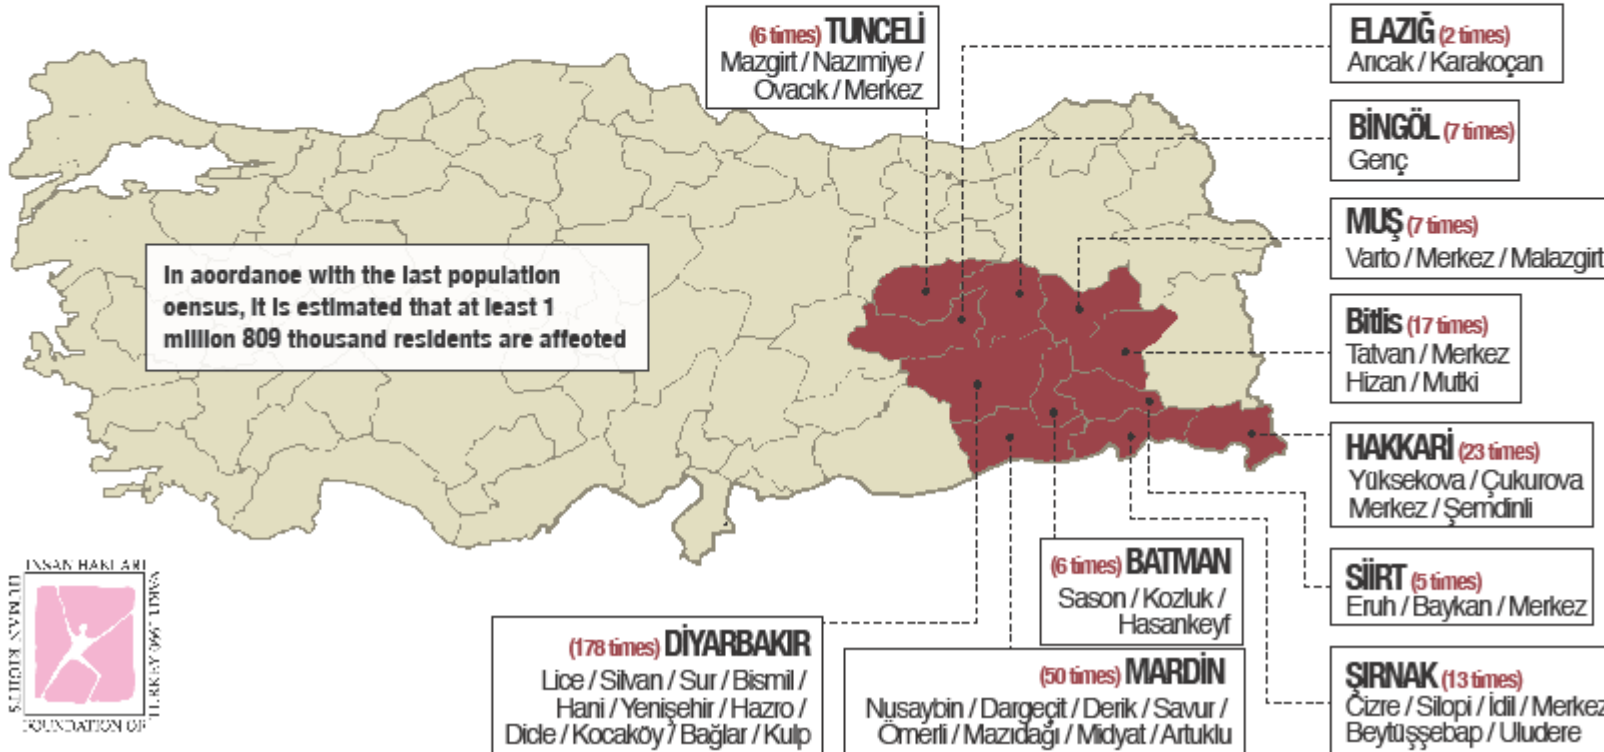 (6 times) TUNCELİ
Mazgirt / Nazımiye /
Ovacık / Merkez
ELAZIĞ (2 times)
Arıcak / Karakoçan
BİNGÖL (7 times)
Genç
MUŞ (7 times)
Varto / Merkez / Malazgirt
In aoordanoe with the last population
oensus, it is estimated that at least 1
million 809 thousand residents are affeoted
Bitlis (17 times)
Tatvan / Merkez
Hizan / Mutki
HAKKARİ (23 times)
Yüksekova / Çukurova
Merkez / Şemdinli
SİİRT (5 times)
Eruh / Baykan / Merkez
ŞIRNAK (13 times)
Cizre / Silopi / İdil / Merkez
Beytüşşebap / Uludere
(6 times) BATMAN
Sason / Kozluk /
Hasankeyf
(50 times) MARDİN
Nusaybin / Dargeçit / Derik / Savur /
Ömerli / Mazıdağı / Midyat / Artuklu
(178 times) DİYARBAKIR
Lice / Silvan / Sur / Bismil /
Hani / Yenişehir / Hazro /
Dicle / Kocaköy / Bağlar / Kulp
INSAN HAKLARI
VAKFI 1990 TURKEY
FOUNDATION OF
HUMAN RIGHTS